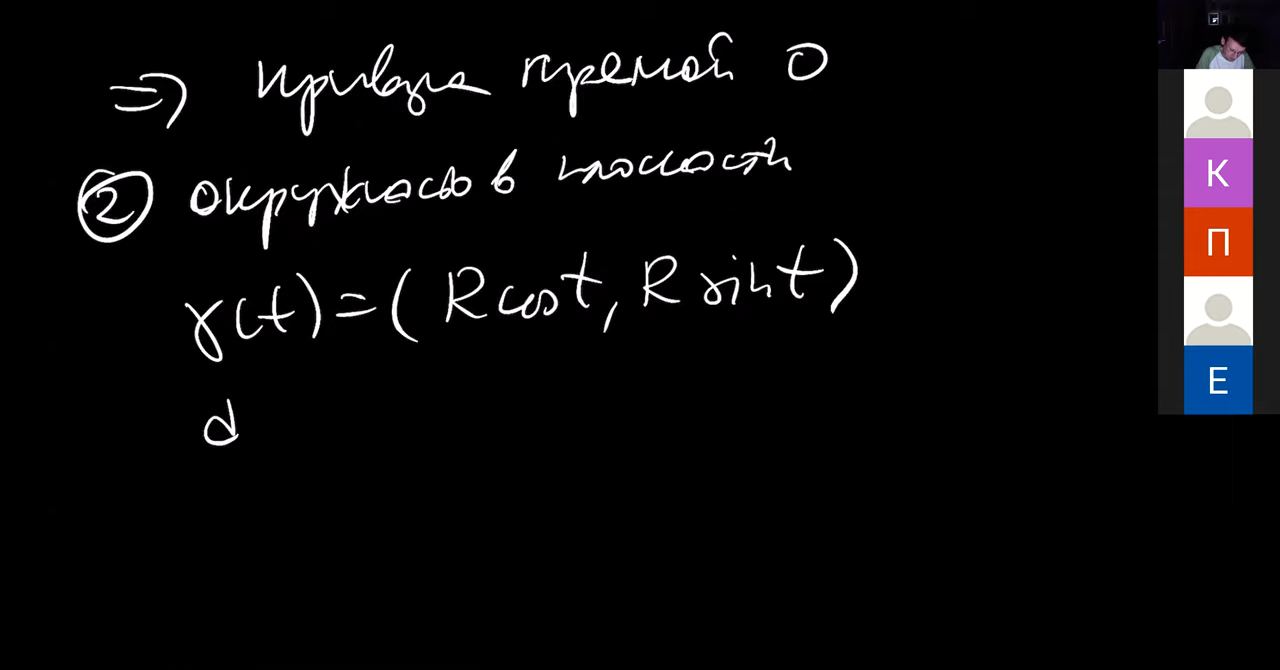 => кривизна прямой 0
② окружность в плоскости
γ(t) = (R cos t, R sin t)
d
К
П
Е